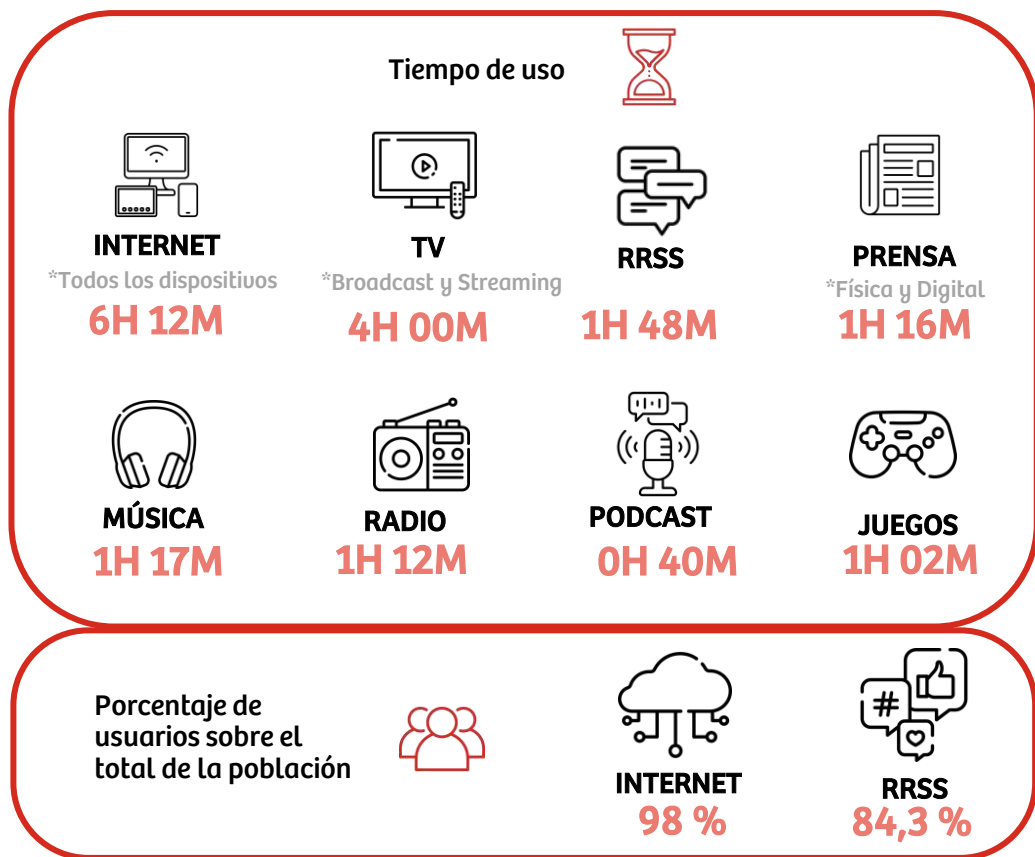 Tiempo de uso
INTERNET
*Todos los dispositivos
6H 12M
TV
*Broadcast y Streaming
4H 00M
RRSS
1H 48M
PRENSA
*Física y Digital
1H 16M
MÚSICA
1H 17M
RADIO
1H 12M
PODCAST
0H 40M
JUEGOS
1H 02M
Porcentaje de
usuarios sobre el
total de la población
INTERNET
98 %
#
RRSS
84,3 %